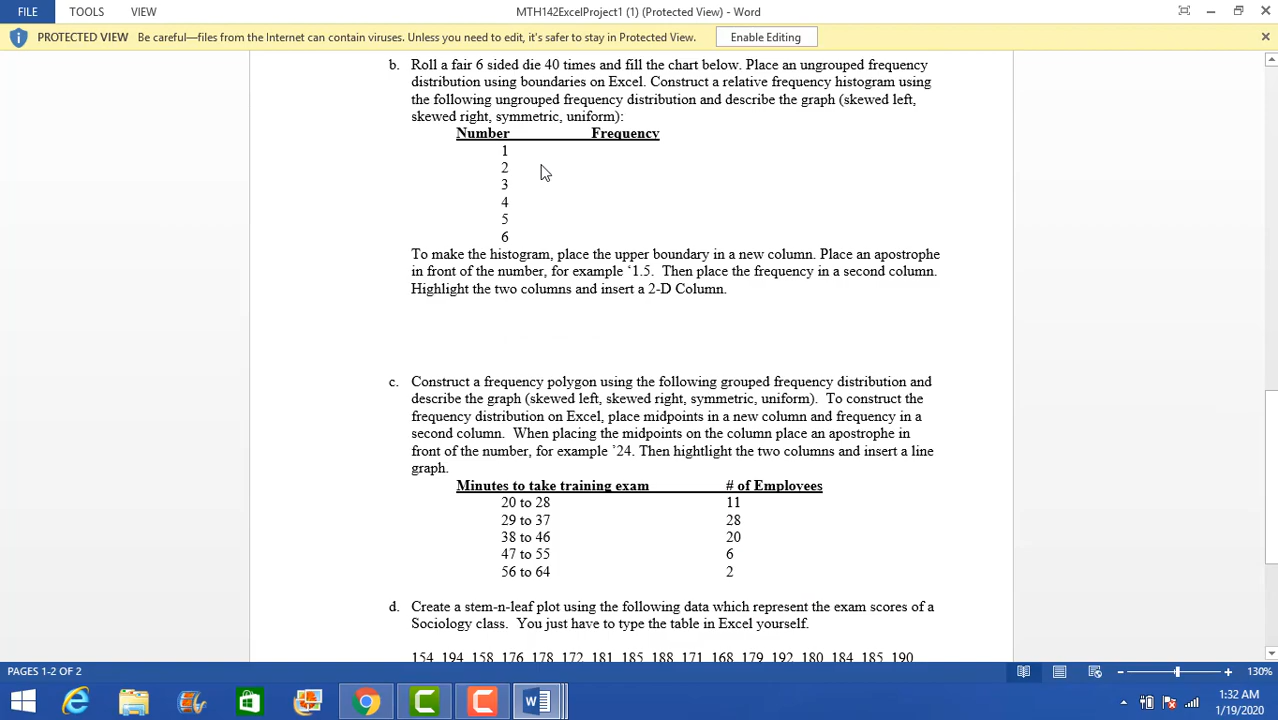 FILE TOOLS VIEW MTH142ExcelProject1 (1) (Protected View) - Word
PROTECTED VIEW Be careful—files from the Internet can contain viruses. Unless you need to edit, it's safer to stay in Protected View. Enable Editing
b. Roll a fair 6 sided die 40 times and fill the chart below. Place an ungrouped frequency
distribution using boundaries on Excel. Construct a relative frequency histogram using
the following ungrouped frequency distribution and describe the graph (skewed left,
skewed right, symmetric, uniform):
Number Frequency
1
2
3
4
5
6
To make the histogram, place the upper boundary in a new column. Place an apostrophe
in front of the number, for example ‘1.5. Then place the frequency in a second column.
Highlight the two columns and insert a 2-D Column.
c. Construct a frequency polygon using the following grouped frequency distribution and
describe the graph (skewed left, skewed right, symmetric, uniform). To construct the
frequency distribution on Excel, place midpoints in a new column and frequency in a
second column. When placing the midpoints on the column place an apostrophe in
front of the number, for example ’24. Then hightlight the two columns and insert a line
graph.
Minutes to take training exam # of Employees
20 to 28 11
29 to 37 28
38 to 46 20
47 to 55 6
56 to 64 2
d. Create a stem-n-leaf plot using the following data which represent the exam scores of a
Sociology class. You just have to type the table in Excel yourself.
154 194 158 176 178 172 181 185 188 171 168 179 192 180 184 185 190
PAGES 1-2 OF 2 130%
1:32 AM
1/19/2020